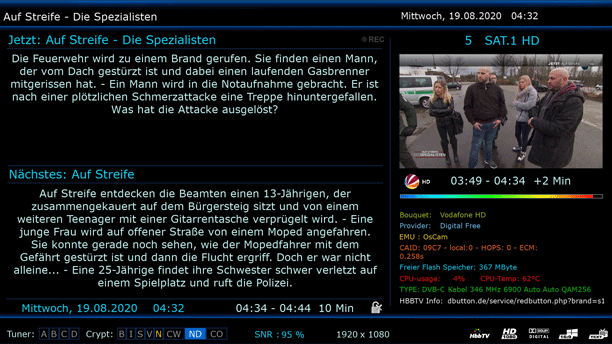 Auf Streife - Die Spezialisten
Mittwoch, 19.08.2020 04:32
Jetzt: Auf Streife - Die Spezialisten
REC
5 SAT.1 HD
Die Feuerwehr wird zu einem Brand gerufen. Sie finden einen Mann,
der vom Dach gestürzt ist und dabei einen laufenden Gasbrenner
mitgerissen hat. - Ein Mann wird in die Notaufnahme gebracht. Er ist
nach einer plötzlichen Schmerzattacke eine Treppe hinuntergefallen.
Was hat die Attacke ausgelöst?
HD
03:49 - 04:34 +2 Min
Nächstes: Auf Streife
Auf Streife entdecken die Beamten einen 13-Jährigen, der
zusammengekauert auf dem Bürgersteig sitzt und von einem
weiteren Teenager mit einer Gitarrentasche verprügelt wird. - Eine
junge Frau wird auf offener Straße von einem Moped angefahren.
Sie konnte gerade noch sehen, wie der Mopedfahrer mit dem
Gefährt gestürzt ist und dann die Flucht ergriff. Doch er war nicht
alleine... - Eine 25-Jährige findet ihre Schwester schwer verletzt auf
einem Spielplatz und ruft die Polizei.
Bouquet: Vodafone HD
Provider: Digital Free
EMU : OsCam
CAID: 09C7 - local:0 - HOPS: 0 - ECM:
0.258s
Freier Flash Speicher: 367 MByte
CPU-usage: 4% CPU-Temp: 62°C
TYPE: DVB-C Kabel 346 MHz 6900 Auto Auto QAM256
HBBTV Info: dbutton.de/service/redbutton.php?brand=s1
Mittwoch, 19.08.2020 04:32
04:34 - 04:44 10 Min
Tuner: A B C D Crypt: B I S V N CW ND CO SNR : 95 % 1920 x 1080
HbbTV
HD
DOLBY
DIGITAL